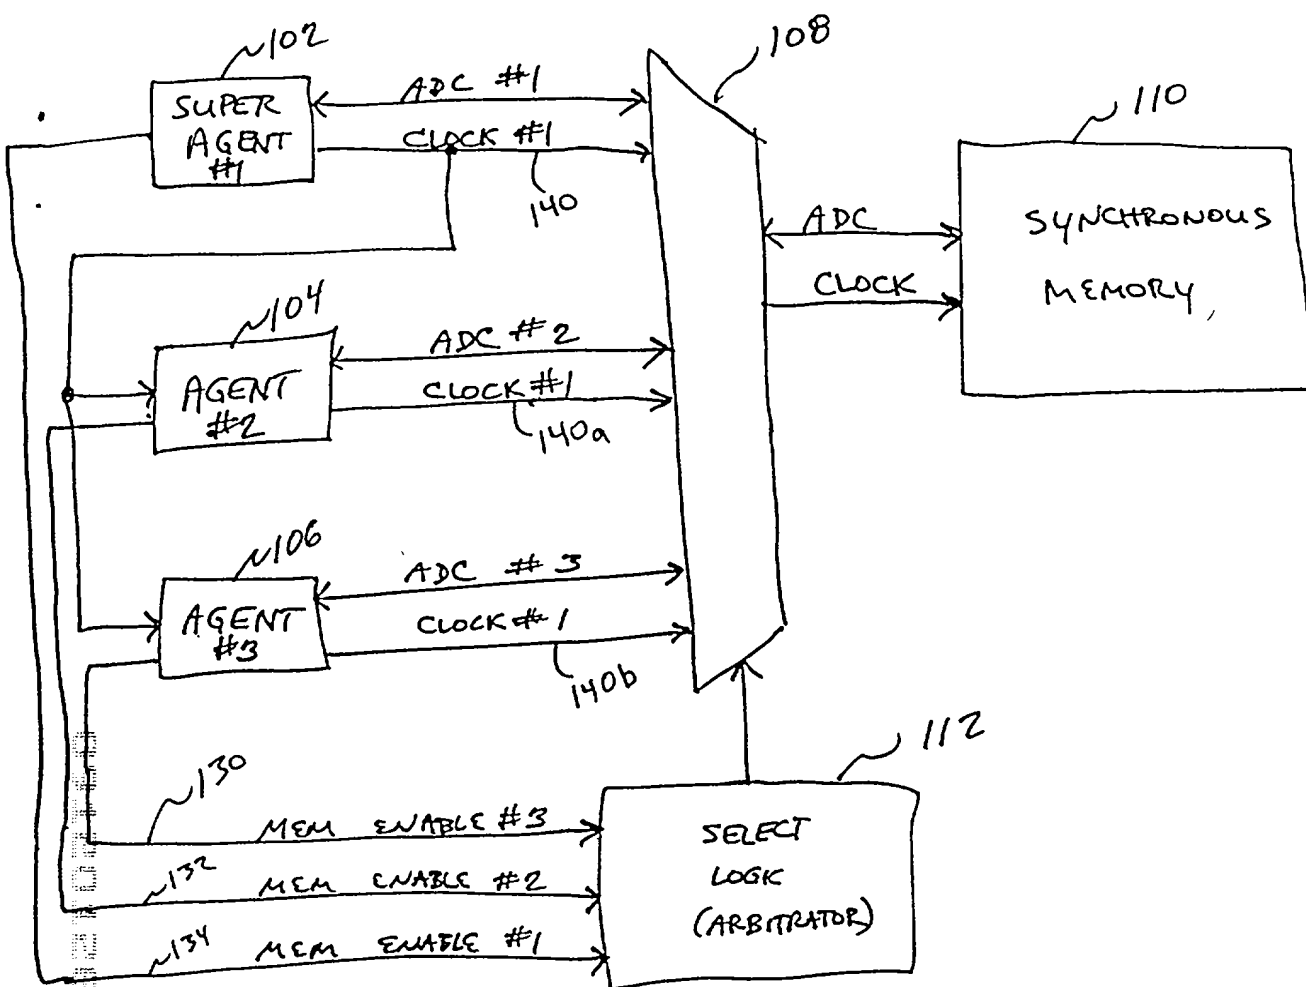 102
108
SUPER
AGENT
#1
ADC #1
CLOCK #1
140
110
SYNCHRONOUS
MEMORY
ADC
CLOCK
104
AGENT
#2
ADC #2
CLOCK #1
140a
106
AGENT
#3
ADC #3
CLOCK #1
140b
112
130
MEM ENABLE #3
132
MEM ENABLE #2
134
MEM ENABLE #1
SELECT
LOGIC
(ARBITRATOR)